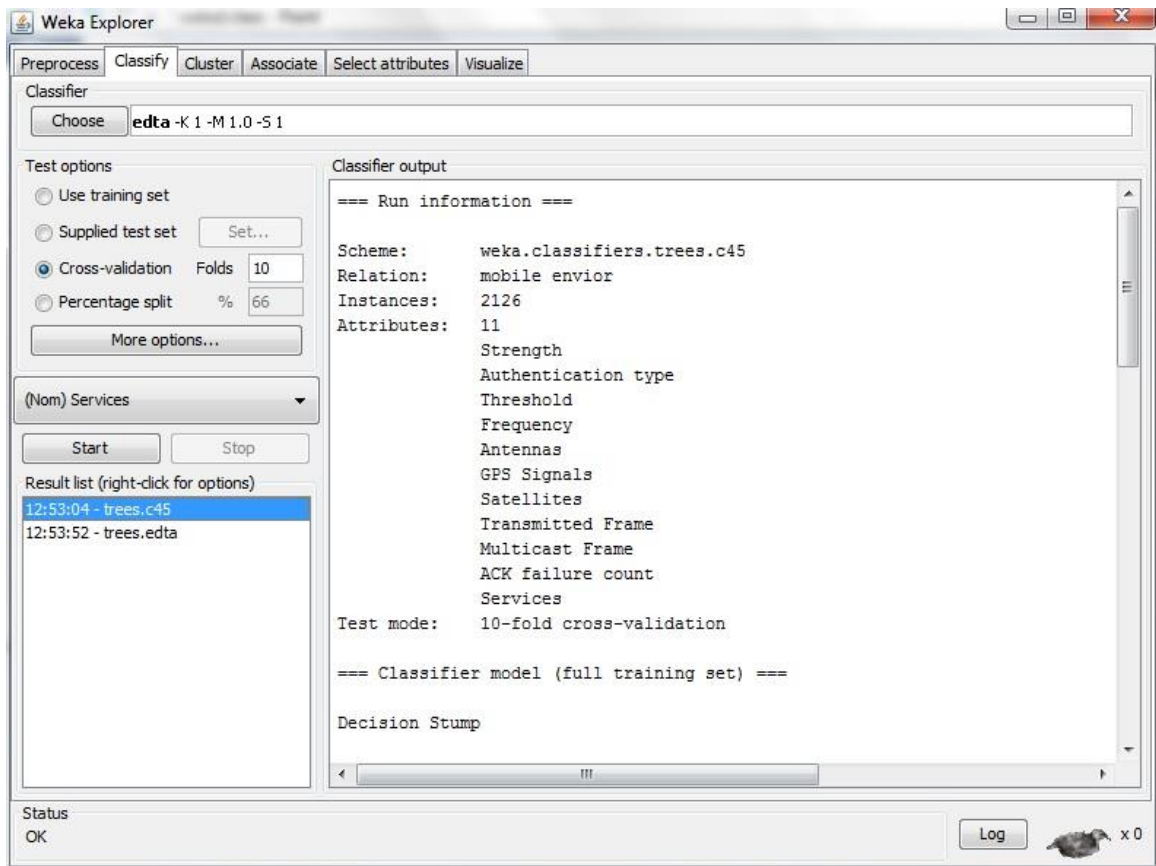 Weka Explorer
Preprocess Classify Cluster Associate Select attributes Visualize
Classifier
Choose edta -K 1 -M 1.0 -S 1
Test options
Use training set
Supplied test set Set...
Cross-validation Folds 10
Percentage split % 66
More options...
(Nom) Services
Start Stop
Result list (right-click for options)
12:53:04 - trees.c45
12:53:52 - trees.edta
Classifier output
=== Run information ===
Scheme: weka.classifiers.trees.c45
Relation: mobile envior
Instances: 2126
Attributes: 11
Strength
Authentication type
Threshold
Frequency
Antennas
GPS Signals
Satellites
Transmitted Frame
Multicast Frame
ACK failure count
Services
Test mode: 10-fold cross-validation
=== Classifier model (full training set) ===
Decision Stump
Status
OK
Log x 0